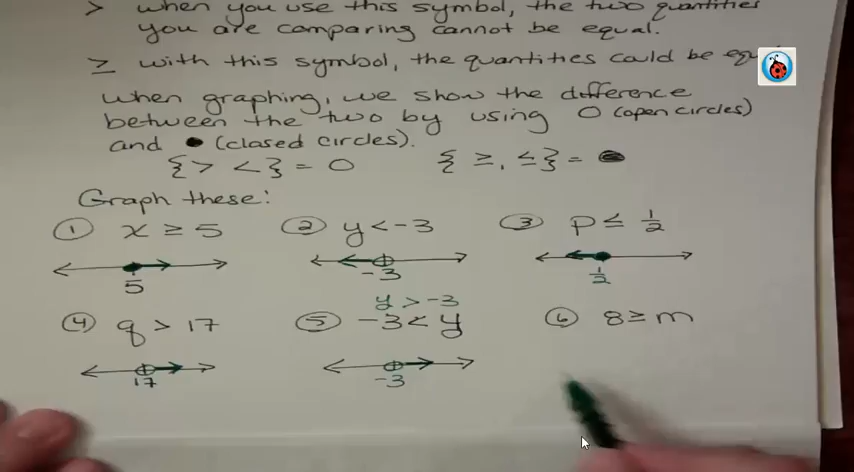 > when you use this symbol, the two quantities
you are comparing cannot be equal.
≥ with this symbol, the quantities could be
when graphing, we show the difference
between the two by using O (open circles)
and ● (closed circles).
{> <} = O { ≥, ≤} = ●
Graph these:
① x ≥ 5 ② y < -3 ③ p ≤ 1/2
5 -3 1/2
y > -3
④ q > 17 ⑤ -3 < y ⑥ 8 ≥ m
17 -3